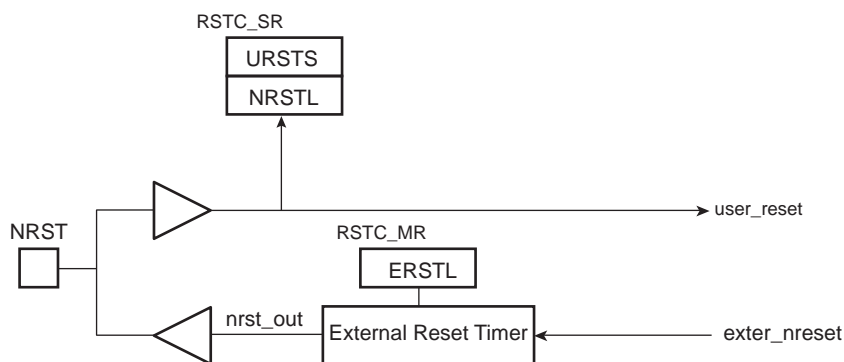 RSTC_SR
URSTS
NRSTL
user_reset
NRST
RSTC_MR
ERSTL
nrst_out
External Reset Timer
exter_nreset